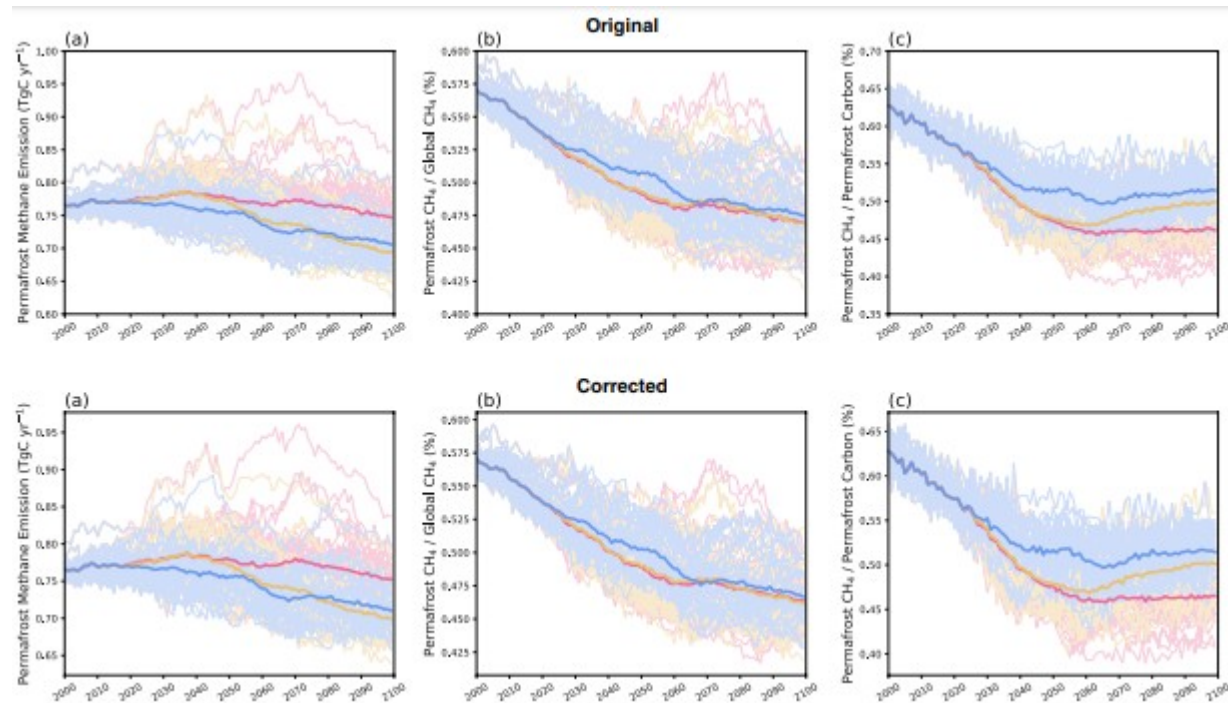 Original
(a)
(b)
(c)
Permafrost Methane Emission (TgC yr⁻¹)
1.00
0.95
0.90
0.85
0.80
0.75
0.70
0.65
0.60
2000 2010 2020 2030 2040 2050 2060 2070 2080 2090 2100
Permafrost CH₄ / Global CH₄ (%)
0.600
0.575
0.550
0.525
0.500
0.475
0.450
0.425
0.400
2000 2010 2020 2030 2040 2050 2060 2070 2080 2090 2100
Permafrost CH₄ / Permafrost Carbon (%)
0.70
0.65
0.60
0.55
0.50
0.45
0.40
0.35
2000 2010 2020 2030 2040 2050 2060 2070 2080 2090 2100
Corrected
(a)
(b)
(c)
Permafrost Methane Emission (TgC yr⁻¹)
0.95
0.90
0.85
0.80
0.75
0.70
0.65
2000 2010 2020 2030 2040 2050 2060 2070 2080 2090 2100
Permafrost CH₄ / Global CH₄ (%)
0.600
0.575
0.550
0.525
0.500
0.475
0.450
0.425
2000 2010 2020 2030 2040 2050 2060 2070 2080 2090 2100
Permafrost CH₄ / Permafrost Carbon (%)
0.65
0.60
0.55
0.50
0.45
0.40
2000 2010 2020 2030 2040 2050 2060 2070 2080 2090 2100